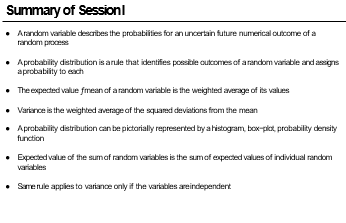 Summary of Session I
• A random variable describes the probabilities for an uncertain future numerical outcome of a
random process
• A probability distribution is a rule that identifies possible outcomes of a random variable and assigns
a probability to each
• The expected value ƒmean of a random variable is the weighted average of its values
• Variance is the weighted average of the squared deviations from the mean
• A probability distribution can be pictorially represented by a histogram, box-plot, probability density
function
• Expected value of the sum of random variables is the sum of expected values of individual random
variables
• Same rule applies to variance only if the variables are independent